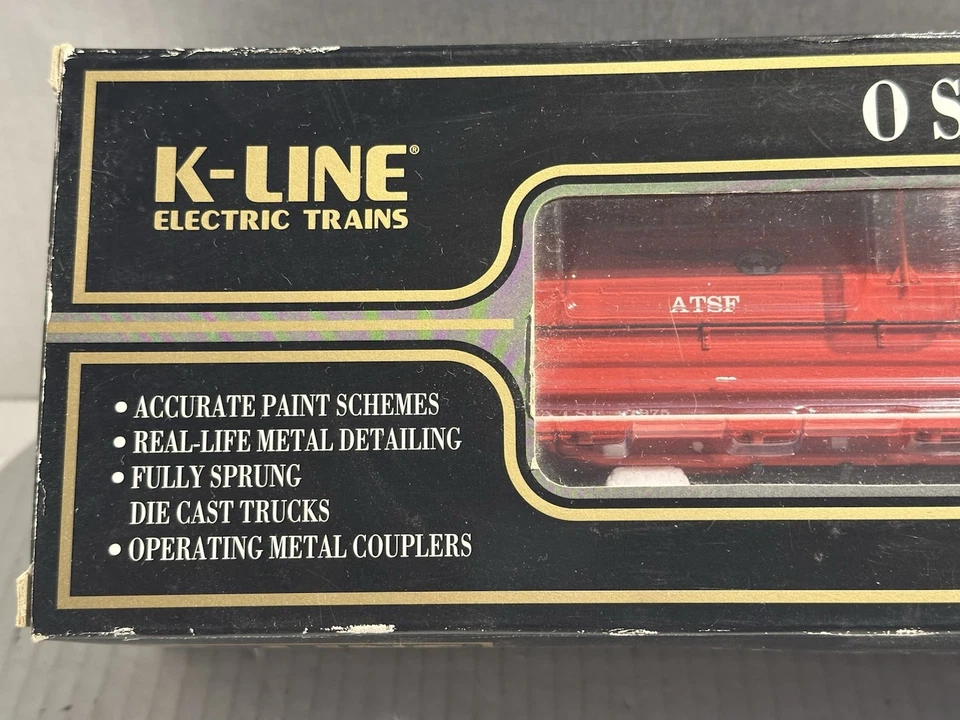 O S
K-LINE®
ELECTRIC TRAINS
ATSF
• ACCURATE PAINT SCHEMES
• REAL-LIFE METAL DETAILING
• FULLY SPRUNG
DIE CAST TRUCKS
• OPERATING METAL COUPLERS